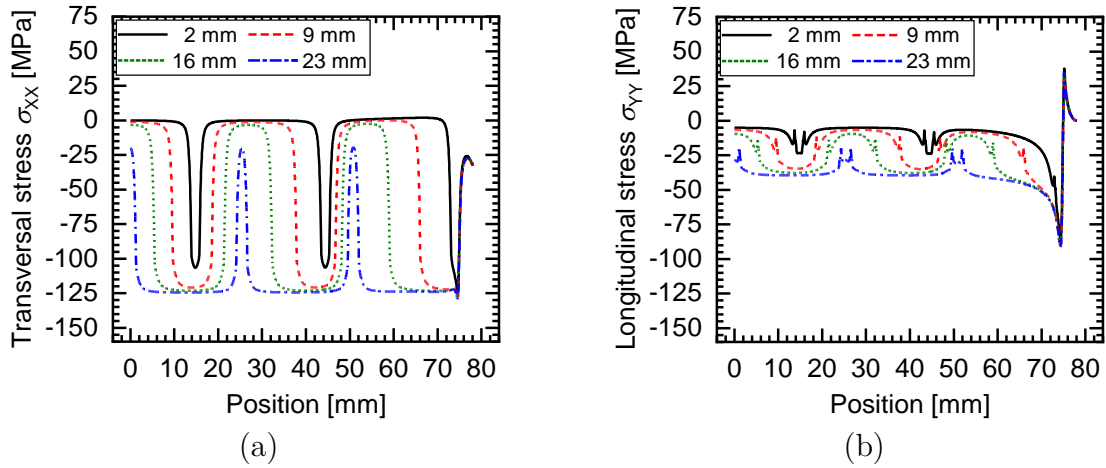 75
50
25
0
-25
-50
-75
-100
-125
-150
Transversal stress σXX [MPa]
2 mm 9 mm
16 mm 23 mm
0 10 20 30 40 50 60 70 80
Position [mm]
(a)
75
50
25
0
-25
-50
-75
-100
-125
-150
Longitudinal stress σYY [MPa]
2 mm 9 mm
16 mm 23 mm
0 10 20 30 40 50 60 70 80
Position [mm]
(b)